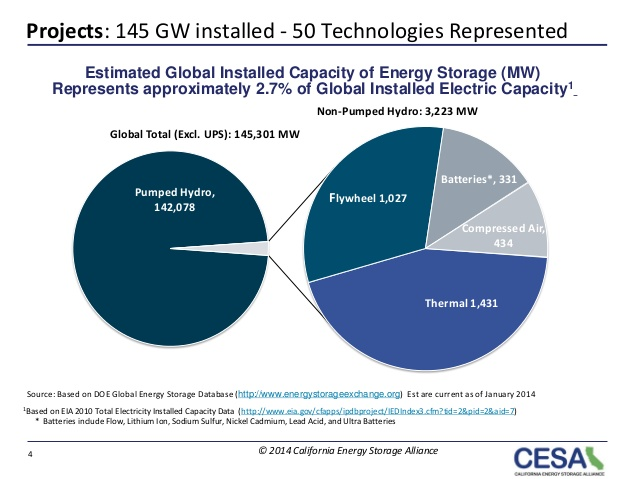 Projects: 145 GW installed - 50 Technologies Represented
Estimated Global Installed Capacity of Energy Storage (MW)
Represents approximately 2.7% of Global Installed Electric Capacity1
Non-Pumped Hydro: 3,223 MW
Global Total (Excl. UPS): 145,301 MW
Pumped Hydro,
142,078
Flywheel 1,027
Batteries*, 331
Compressed Air,
434
Thermal 1,431
Source: Based on DOE Global Energy Storage Database (http://www.energystorageexchange.org) Est are current as of January 2014
1Based on EIA 2010 Total Electricity Installed Capacity Data (http://www.eia.gov/cfapps/ipdbproject/IEDIndex3.cfm?tid=2&pid=2&aid=7)
* Batteries include Flow, Lithium Ion, Sodium Sulfur, Nickel Cadmium, Lead Acid, and Ultra Batteries
4
© 2014 California Energy Storage Alliance
CESA
CALIFORNIA ENERGY STORAGE ALLIANCE